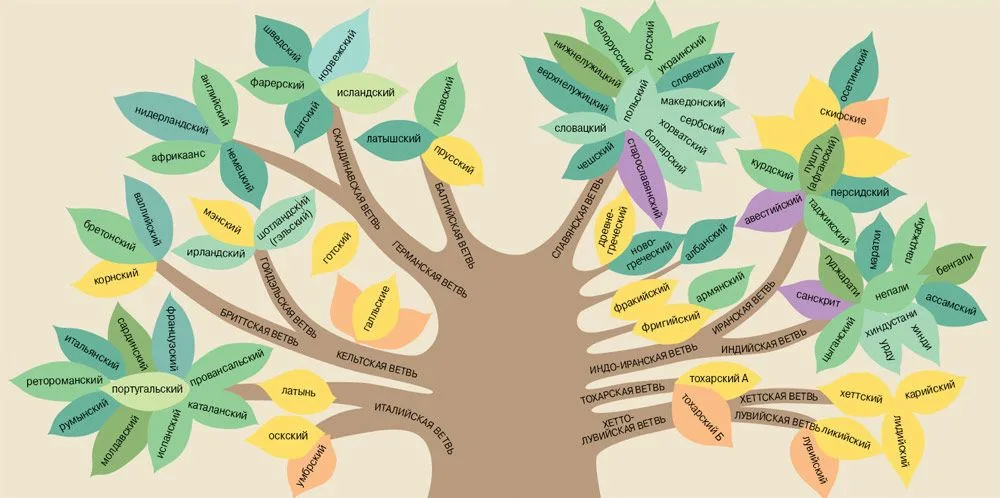 шведский
норвежский
фарерский
исландский
датский
СКАНДИНАВСКАЯ ВЕТВЬ
английский
нидерландский
африкаанс
немецкий
ГЕРМАНСКАЯ ВЕТВЬ
литовский
латышский
прусский
БАЛТИЙСКАЯ ВЕТВЬ
белорусский
русский
украинский
нижнелужицкий
словенский
верхнелужицкий
польский
македонский
сербский
хорватский
болгарский
словацкий
чешский
старославянский
СЛАВЯНСКАЯ ВЕТВЬ
осетинский
скифские
пушту
(афганский)
курдский
персидский
авестийский
таджикский
ИРАНСКАЯ ВЕТВЬ
валлийский
бретонский
корнский
БРИТТСКАЯ ВЕТВЬ
мэнский
шотландский
(гэльский)
ирландский
ГОЙДЭЛЬСКАЯ ВЕТВЬ
готский
галльские
КЕЛЬТСКАЯ ВЕТВЬ
древне-
греческий
ново-
греческий
албанский
фракийский
армянский
фригийский
маратхи
панджаби
гуджарати
бенгали
непали
санскрит
ассамский
цыганский
хиндустани
урду
хинди
ИНДИЙСКАЯ ВЕТВЬ
ИНДО-ИРАНСКАЯ ВЕТВЬ
французский
сардинский
итальянский
провансальский
ретороманский
португальский
румынский
каталанский
молдавский
испанский
латынь
оскский
умбрский
ИТАЛИЙСКАЯ ВЕТВЬ
ТОХАРСКАЯ ВЕТВЬ
тохарский А
тохарский Б
ХЕТТО-
ЛУВИЙСКАЯ ВЕТВЬ
ХЕТТСКАЯ ВЕТВЬ
хеттский
карийский
лидийский
ЛУВИЙСКАЯ ВЕТВЬ
ликийский
лувийский